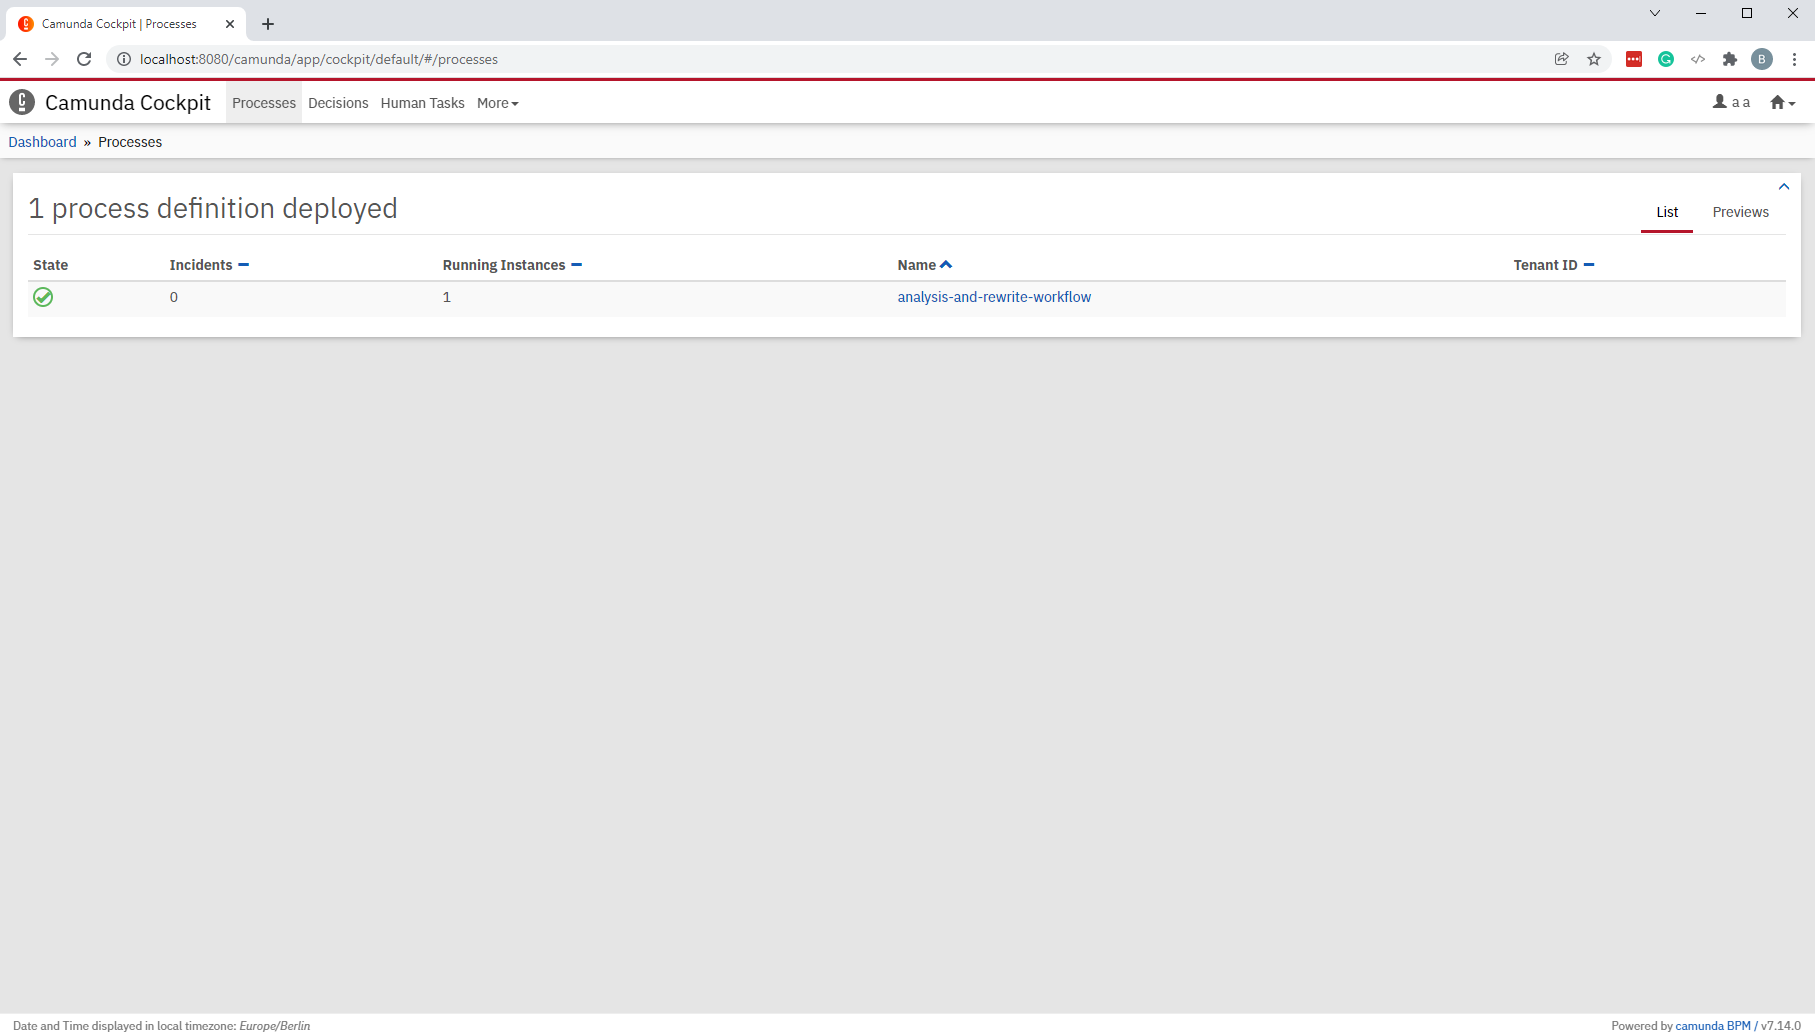 Camunda Cockpit | Processes
localhost:8080/camunda/app/cockpit/default/#/processes
B
Camunda Cockpit Processes Decisions Human Tasks More a a
Dashboard » Processes
1 process definition deployed
List Previews
State Incidents Running Instances Name Tenant ID
0 1 analysis-and-rewrite-workflow
Date and Time displayed in local timezone: Europe/Berlin Powered by camunda BPM / v7.14.0